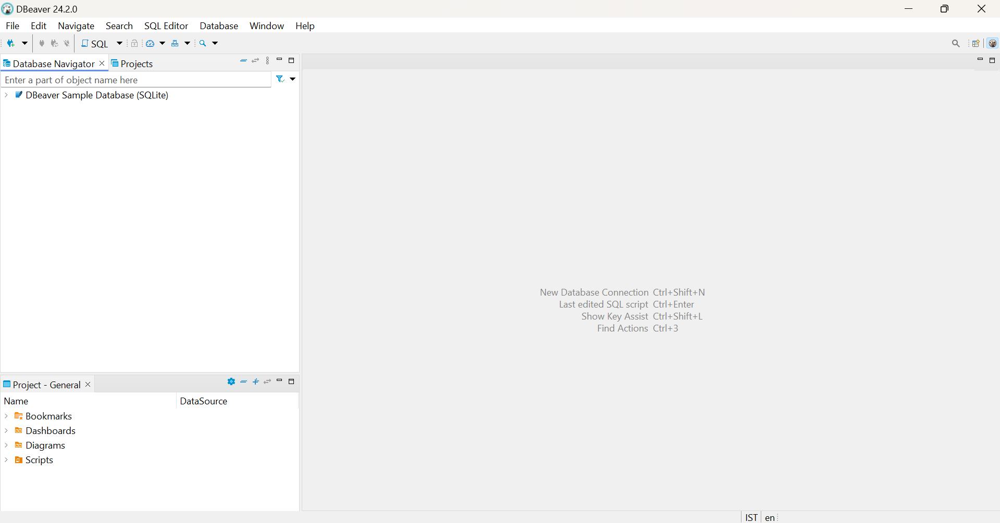 DBeaver 24.2.0
File Edit Navigate Search SQL Editor Database Window Help
SQL
Database Navigator Projects
Enter a part of object name here
DBeaver Sample Database (SQLite)
New Database Connection Ctrl+Shift+N
Last edited SQL script Ctrl+Enter
Show Key Assist Ctrl+Shift+L
Find Actions Ctrl+3
Project - General
Name DataSource
Bookmarks
Dashboards
Diagrams
Scripts
IST en